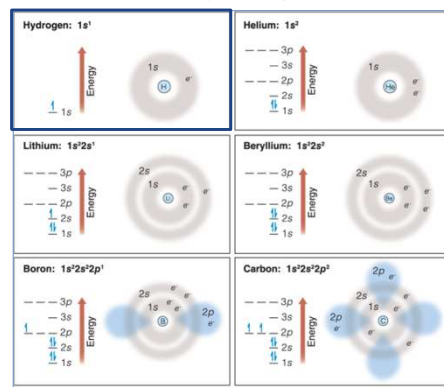 Hydrogen: 1s¹
1s
Energy
1s
H
e⁻
Helium: 1s²
3p
3s
2p
2s
1s
Energy
1s
He
e⁻
e⁻
Lithium: 1s²2s¹
3p
3s
2p
2s
1s
Energy
2s
1s
Li
e⁻
e⁻
e⁻
Beryllium: 1s²2s²
3p
3s
2p
2s
1s
Energy
2s
1s
Be
e⁻
e⁻
e⁻
e⁻
Boron: 1s²2s²2p¹
3p
3s
2p
2s
1s
Energy
2s
1s
B
e⁻
e⁻
e⁻
e⁻
2p
e⁻
Carbon: 1s²2s²2p²
3p
3s
2p
2s
1s
Energy
2p
e⁻
2s
1s
e⁻
e⁻
e⁻
e⁻
2p
e⁻
C